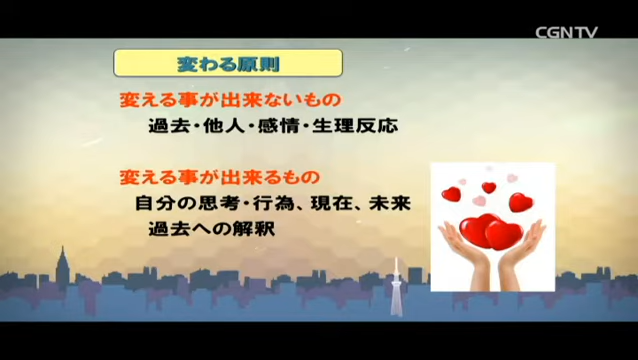 CGNTV
変わる原則
変える事が出来ないもの
過去・他人・感情・生理反応
変える事が出来るもの
自分の思考・行為、現在、未来
過去への解釈